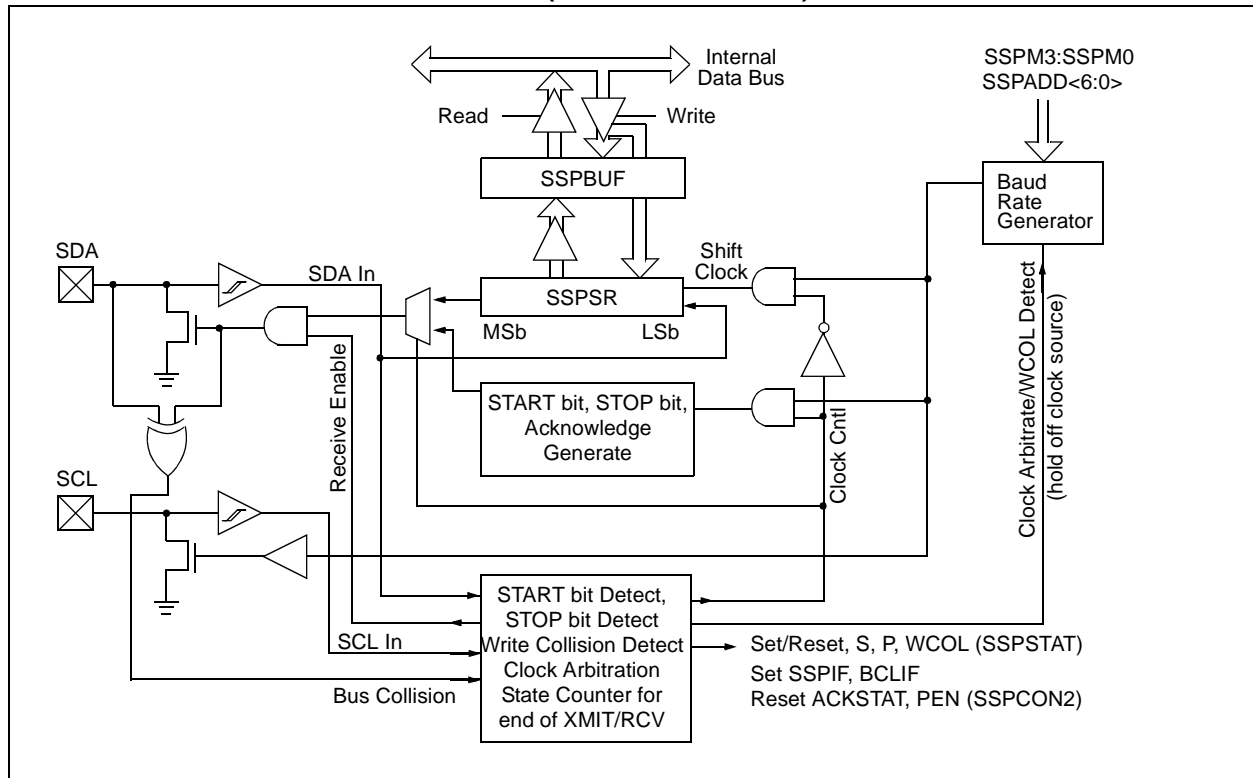 Internal
Data Bus
SSPM3:SSPM0
SSPADD<6:0>
Read
Write
SSPBUF
Baud
Rate
Generator
SDA
SDA In
Shift
Clock
SSPSR
MSb
LSb
START bit, STOP bit,
Acknowledge
Generate
Receive Enable
Clock Cntl
Clock Arbitrate/WCOL Detect
(hold off clock source)
SCL
SCL In
Bus Collision
START bit Detect,
STOP bit Detect
Write Collision Detect
Clock Arbitration
State Counter for
end of XMIT/RCV
Set/Reset, S, P, WCOL (SSPSTAT)
Set SSPIF, BCLIF
Reset ACKSTAT, PEN (SSPCON2)